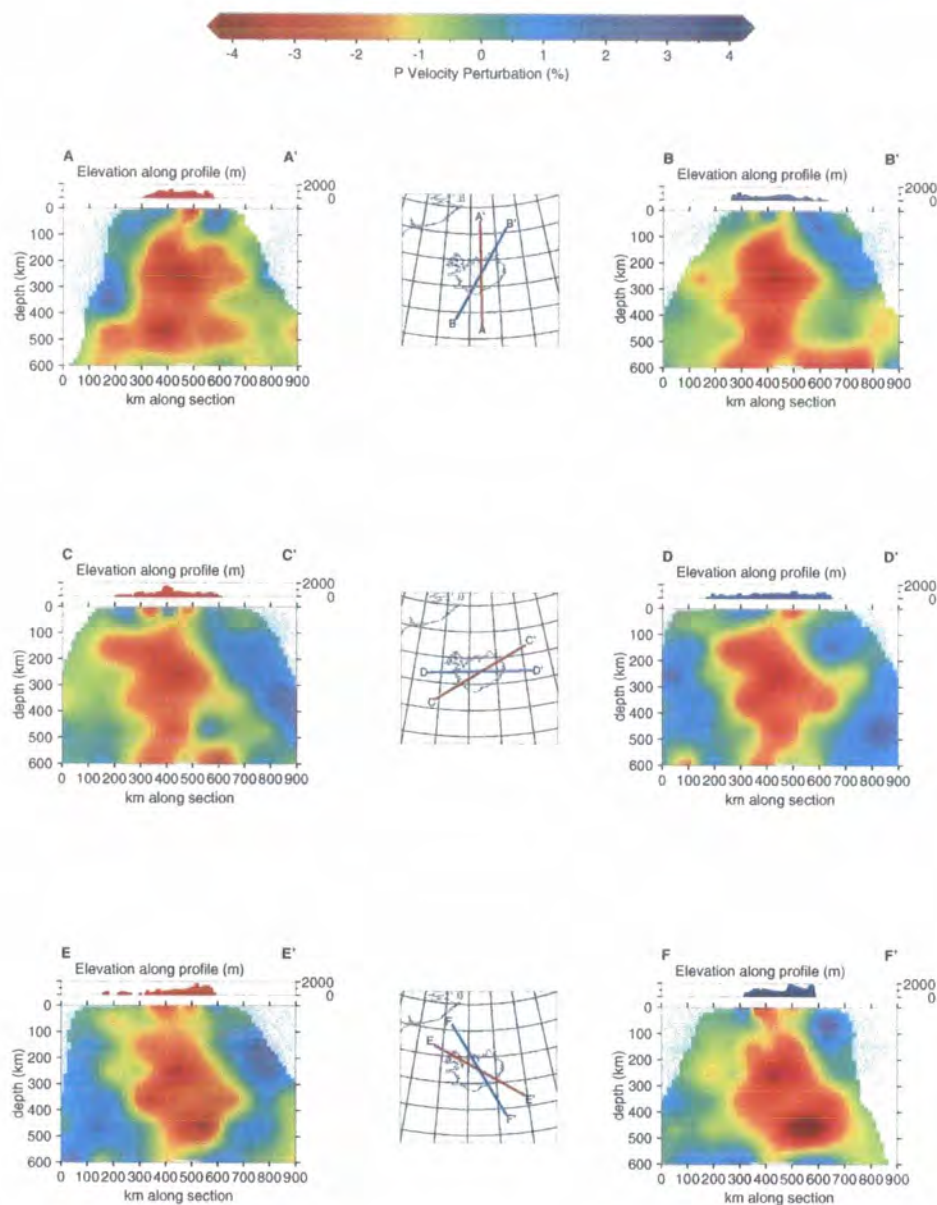 -4 -3 -2 -1 0 1 2 3 4
P Velocity Perturbation (%)
A A'
Elevation along profile (m)
2000
0
0
100
200
300
400
500
600
depth (km)
0 100 200 300 400 500 600 700 800 900
km along section
A'
B'
B
A
B B'
Elevation along profile (m)
2000
0
0
100
200
300
400
500
600
depth (km)
0 100 200 300 400 500 600 700 800 900
km along section
C C'
Elevation along profile (m)
2000
0
0
100
200
300
400
500
600
depth (km)
0 100 200 300 400 500 600 700 800 900
km along section
C'
D D'
C
D D'
Elevation along profile (m)
2000
0
0
100
200
300
400
500
600
depth (km)
0 100 200 300 400 500 600 700 800 900
km along section
E E'
Elevation along profile (m)
2000
0
0
100
200
300
400
500
600
depth (km)
0 100 200 300 400 500 600 700 800 900
km along section
E
E'
F'
F F'
Elevation along profile (m)
2000
0
0
100
200
300
400
500
600
depth (km)
0 100 200 300 400 500 600 700 800 900
km along section